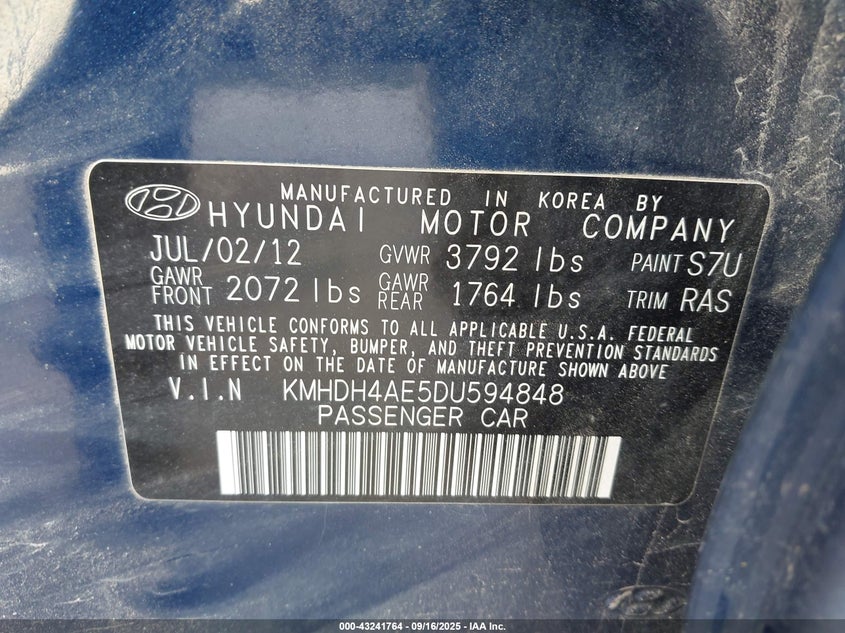 MANUFACTURED IN KOREA BY
HYUNDAI MOTOR COMPANY
JUL/02/12 GVWR 3792 lbs PAINT S7U
GAWR FRONT 2072 lbs GAWR REAR 1764 lbs TRIM RAS
THIS VEHICLE CONFORMS TO ALL APPLICABLE U.S.A. FEDERAL
MOTOR VEHICLE SAFETY, BUMPER, AND THEFT PREVENTION STANDARDS
IN EFFECT ON THE DATE OF MANUFACTURE SHOWN ABOVE
V.I.N KMHDH4AE5DU594848
PASSENGER CAR
000-43241764 - 09/16/2025 - IAA Inc.